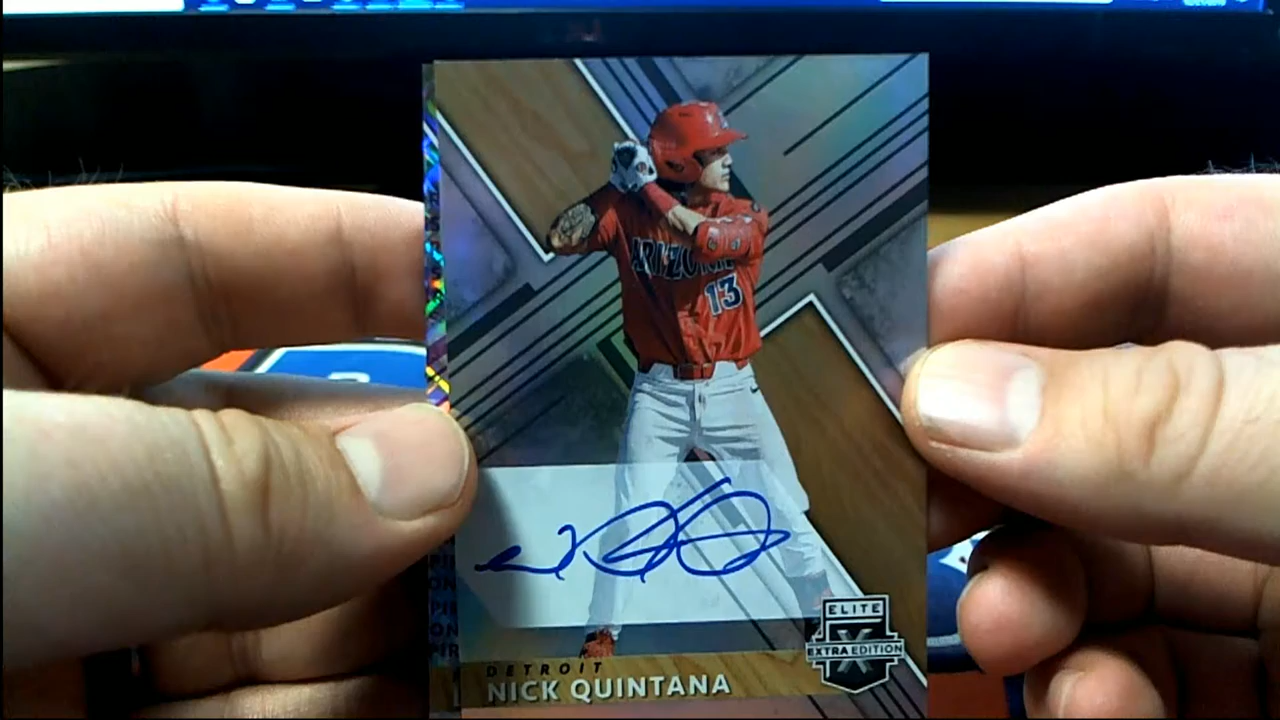 ARIZONA
13
ELITE
X
EXTRA EDITION
DETROIT
NICK QUINTANA